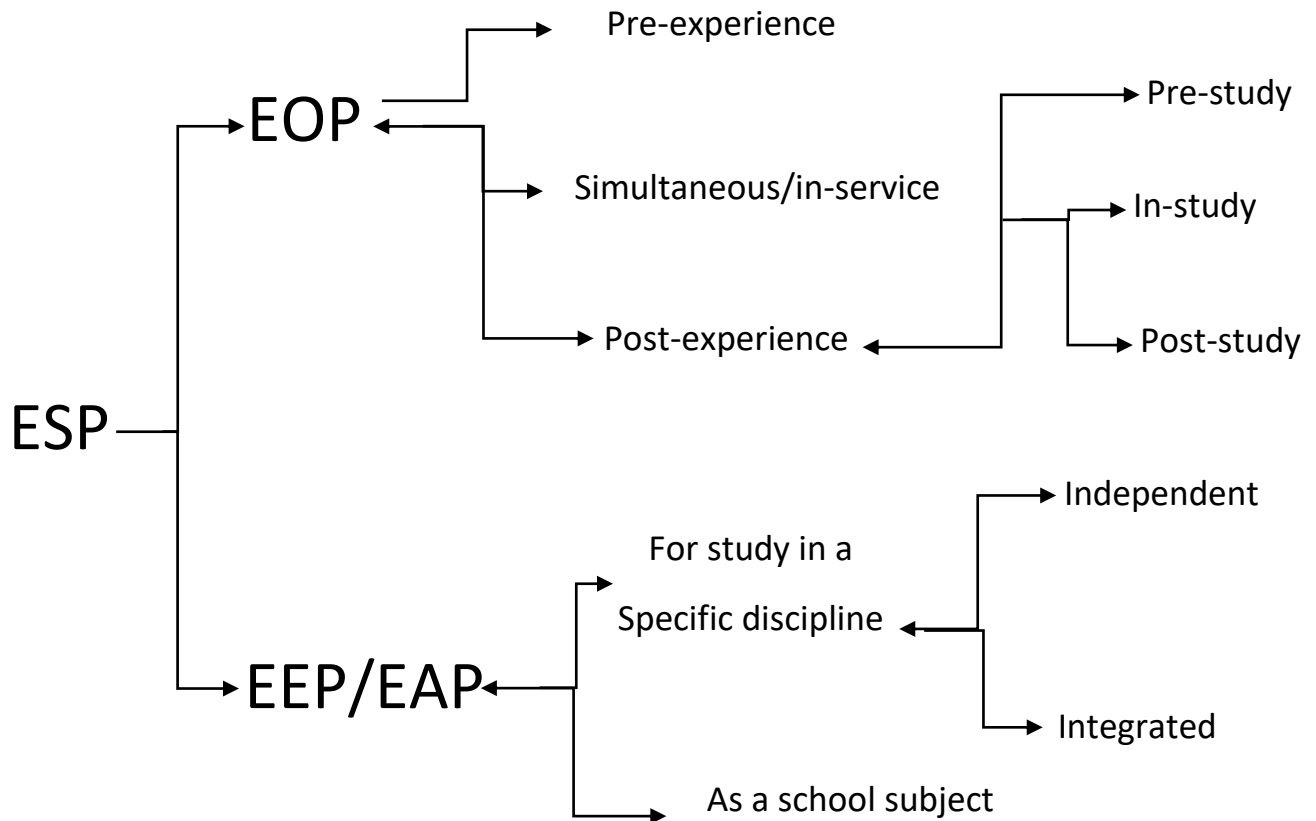 Pre-experience
Pre-study
EOP
Simultaneous/in-service
In-study
Post-experience
Post-study
ESP
Independent
For study in a
Specific discipline
EEP/EAP
Integrated
As a school subject